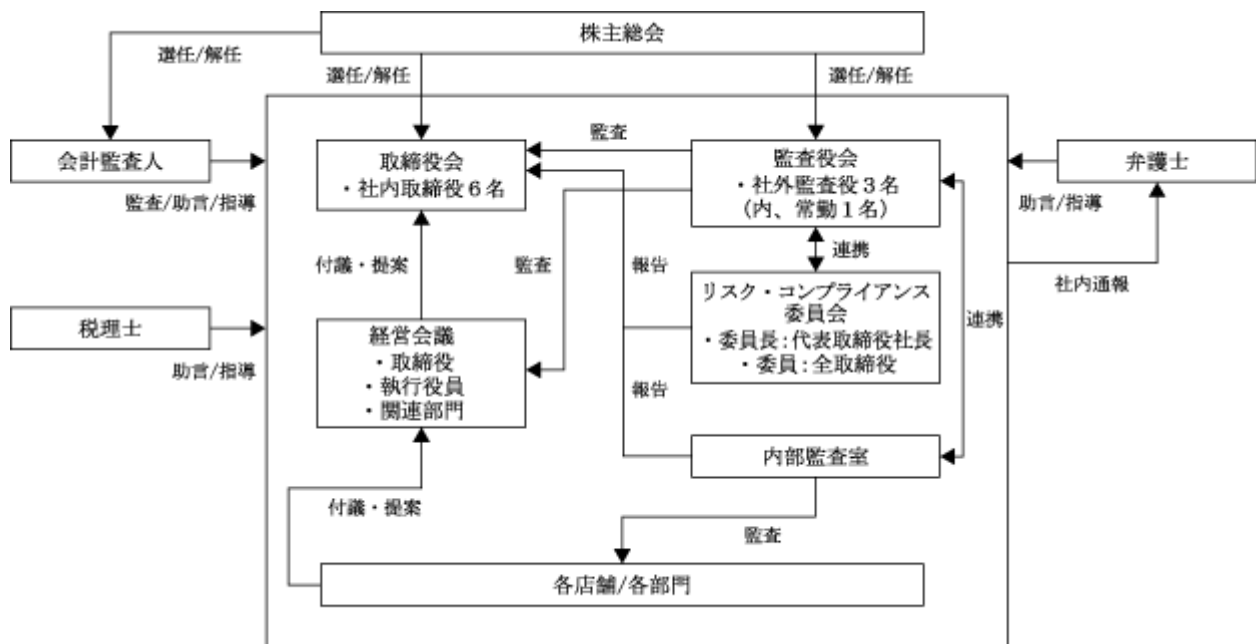 株主総会
選任/解任
選任/解任
選任/解任
会計監査人
監査/助言/指導
取締役会
・社内取締役6名
監査
監査役会
・社外監査役3名
(内、常勤1名)
弁護士
助言/指導
社内通報
付議・提案
監査
報告
連携
リスク・コンプライアンス
委員会
・委員長:代表取締役社長
・委員:全取締役
連携
税理士
助言/指導
経営会議
・取締役
・執行役員
・関連部門
報告
内部監査室
付議・提案
監査
各店舗/各部門